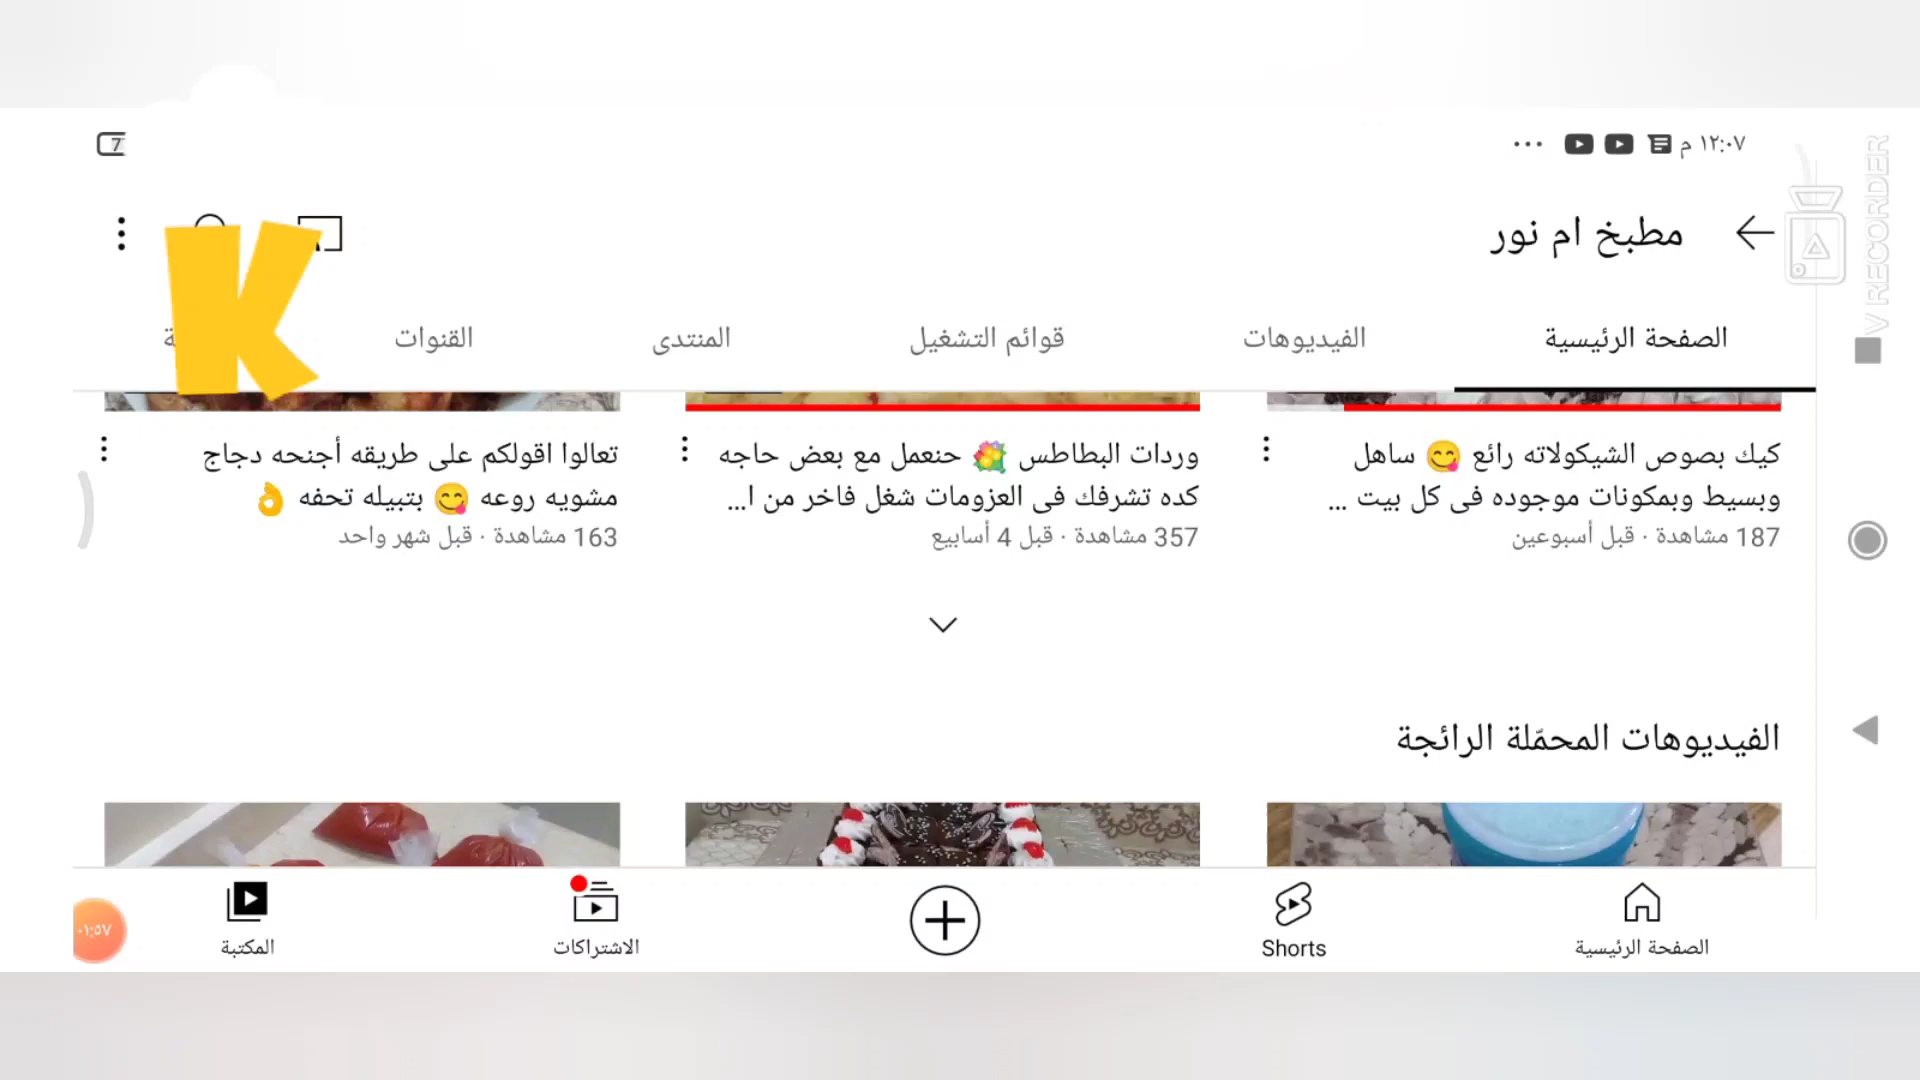 ١٢:٠٧ م
7
مطبخ ام نور
K
V RECORDER
الصفحة الرئيسية
الفيديوهات
قوائم التشغيل
المنتدى
القنوات
كيك بصوص الشيكولاته رائع 😋 ساهل
وبسيط وبمكونات موجوده فى كل بيت ...
187 مشاهدة · قبل أسبوعين
وردات البطاطس 💐 حنعمل مع بعض حاجه
كده تشرفك فى العزومات شغل فاخر من ا...
357 مشاهدة · قبل 4 أسابيع
تعالوا اقولكم على طريقه أجنحه دجاج
مشويه روعه 😋 بتبيله تحفه 👌
163 مشاهدة · قبل شهر واحد
الفيديوهات المحمّلة الرائجة
الصفحة الرئيسية
Shorts
الاشتراكات
المكتبة
٠١:٥٧